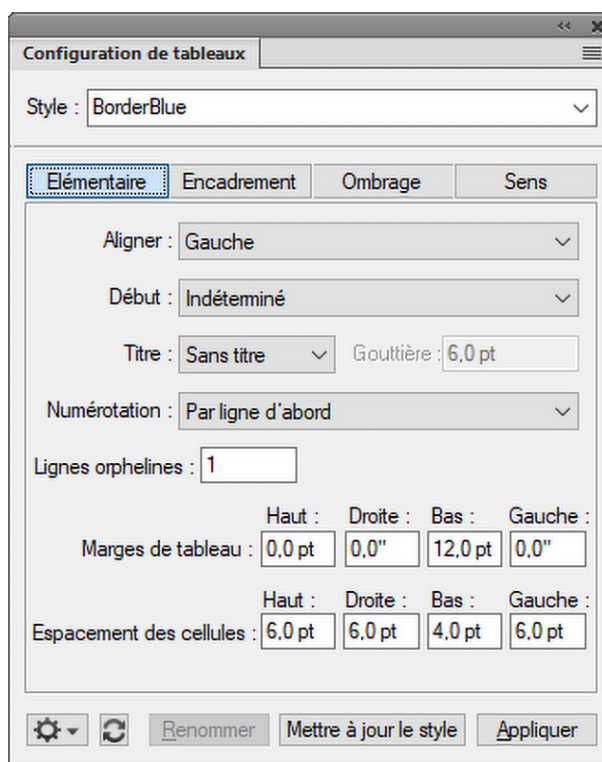 Configuration de tableaux
Style : BorderBlue
Elémentaire Encadrement Ombrage Sens
Aligner : Gauche
Début : Indéterminé
Titre : Sans titre Gouttière : 6,0 pt
Numérotation : Par ligne d'abord
Lignes orphelines : 1
Haut : Droite : Bas : Gauche :
Marges de tableau : 0,0 pt 0,0" 12,0 pt 0,0"
Haut : Droite : Bas : Gauche :
Espacement des cellules : 6,0 pt 6,0 pt 4,0 pt 6,0 pt
Renommer Mettre à jour le style Appliquer